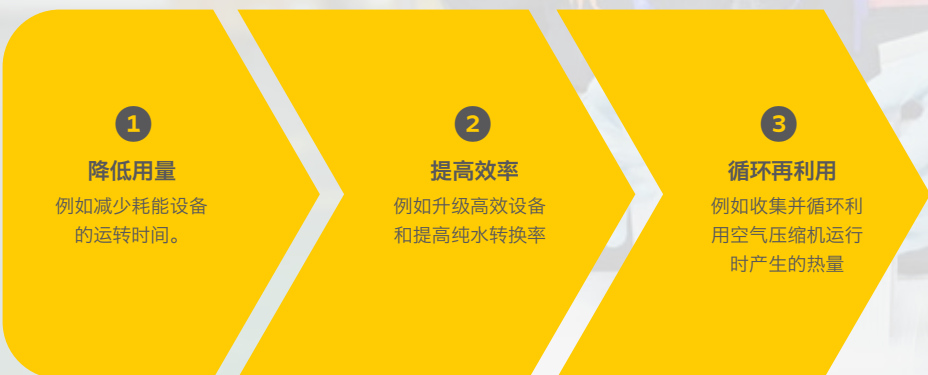 1
降低用量
例如减少耗能设备
的运转时间。
2
提高效率
例如升级高效设备
和提高纯水转换率
3
循环再利用
例如收集并循环利
用空气压缩机运行
时产生的热量